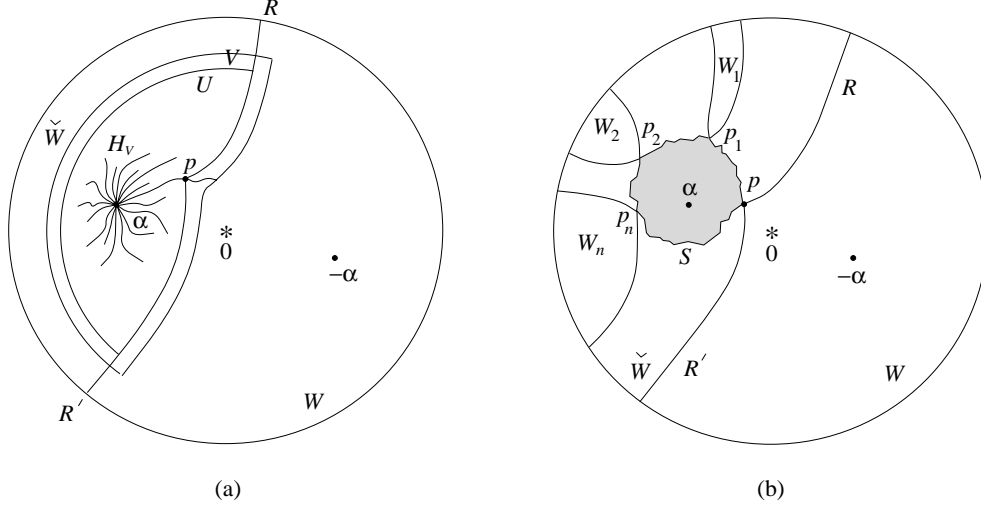 R
V
U
W̌
H_V
p
α
*
0
−α
R′
W
(a)
W_1
R
W_2
p_2
p_1
p
α
*
0
p_n
−α
W_n
S
W̌
R′
W
(b)